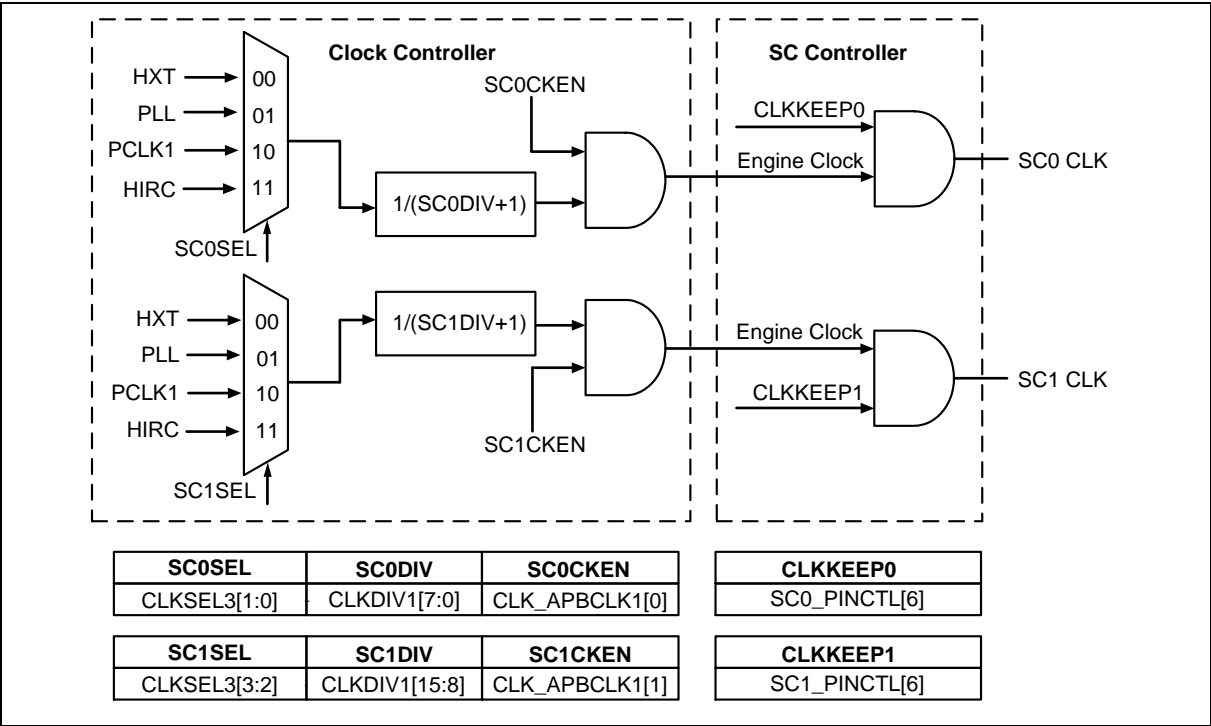 Clock Controller
SC Controller
HXT
00
PLL
01
PCLK1
10
HIRC
11
SC0SEL
1/(SC0DIV+1)
SC0CKEN
CLKKEEP0
Engine Clock
SC0 CLK
HXT
00
PLL
01
PCLK1
10
HIRC
11
SC1SEL
1/(SC1DIV+1)
SC1CKEN
Engine Clock
CLKKEEP1
SC1 CLK
SC0SEL SC0DIV SC0CKEN CLKKEEP0
CLKSEL3[1:0] CLKDIV1[7:0] CLK_APBCLK1[0] SC0_PINCTL[6]
SC1SEL SC1DIV SC1CKEN CLKKEEP1
CLKSEL3[3:2] CLKDIV1[15:8] CLK_APBCLK1[1] SC1_PINCTL[6]